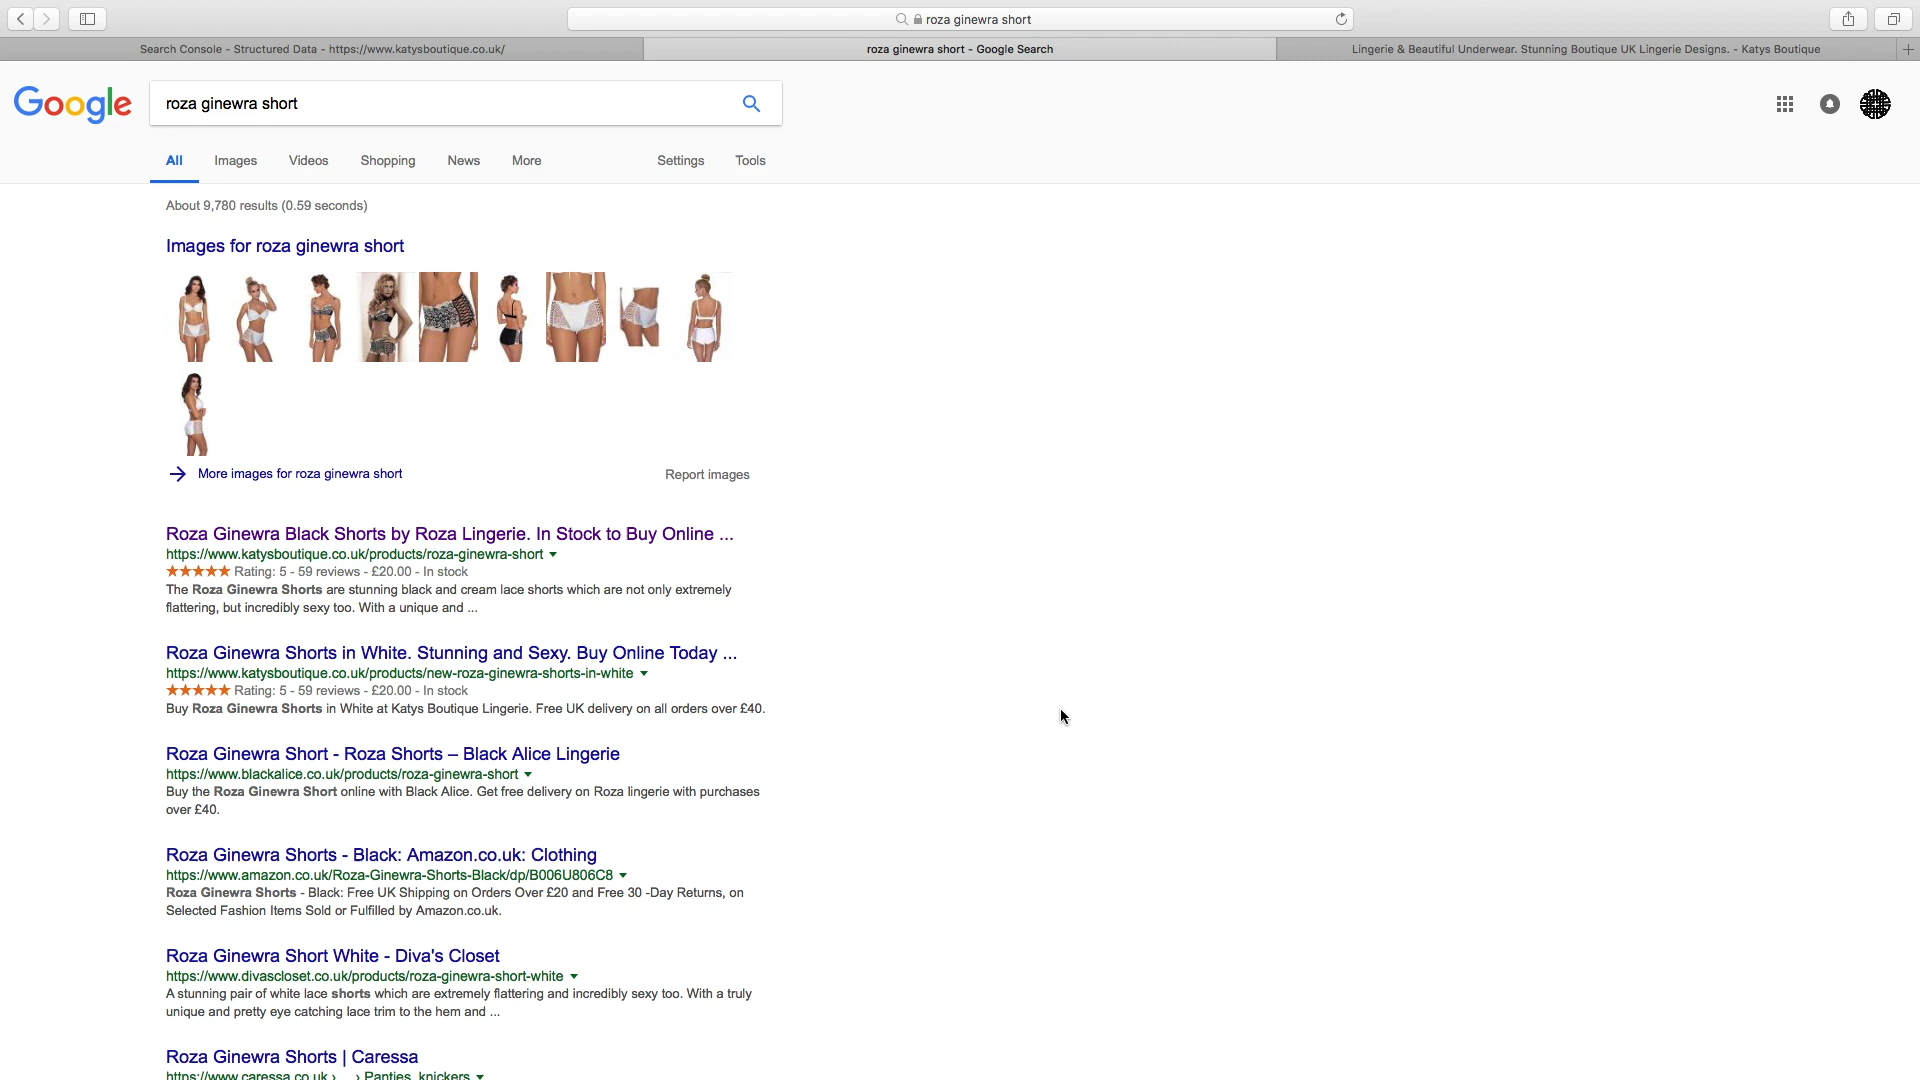 roza ginewra short
Search Console - Structured Data - https://www.katysboutique.co.uk/
roza ginewra short - Google Search
Lingerie & Beautiful Underwear. Stunning Boutique UK Lingerie Designs. - Katys Boutique
Google
roza ginewra short
All Images Videos Shopping News More Settings Tools
About 9,780 results (0.59 seconds)
Images for roza ginewra short
More images for roza ginewra short
Report images
Roza Ginewra Black Shorts by Roza Lingerie. In Stock to Buy Online ...
https://www.katysboutique.co.uk/products/roza-ginewra-short
Rating: 5 - 59 reviews - £20.00 - In stock
The Roza Ginewra Shorts are stunning black and cream lace shorts which are not only extremely
flattering, but incredibly sexy too. With a unique and ...
Roza Ginewra Shorts in White. Stunning and Sexy. Buy Online Today ...
https://www.katysboutique.co.uk/products/new-roza-ginewra-shorts-in-white
Rating: 5 - 59 reviews - £20.00 - In stock
Buy Roza Ginewra Shorts in White at Katys Boutique Lingerie. Free UK delivery on all orders over £40.
Roza Ginewra Short - Roza Shorts – Black Alice Lingerie
https://www.blackalice.co.uk/products/roza-ginewra-short
Buy the Roza Ginewra Short online with Black Alice. Get free delivery on Roza lingerie with purchases
over £40.
Roza Ginewra Shorts - Black: Amazon.co.uk: Clothing
https://www.amazon.co.uk/Roza-Ginewra-Shorts-Black/dp/B006U806C8
Roza Ginewra Shorts - Black: Free UK Shipping on Orders Over £20 and Free 30 -Day Returns, on
Selected Fashion Items Sold or Fulfilled by Amazon.co.uk.
Roza Ginewra Short White - Diva's Closet
https://www.divascloset.co.uk/products/roza-ginewra-short-white
A stunning pair of white lace shorts which are extremely flattering and incredibly sexy too. With a truly
unique and pretty eye catching lace trim to the hem and ...
Roza Ginewra Shorts | Caressa
https://www.caressa.co.uk › ... › Panties, knickers